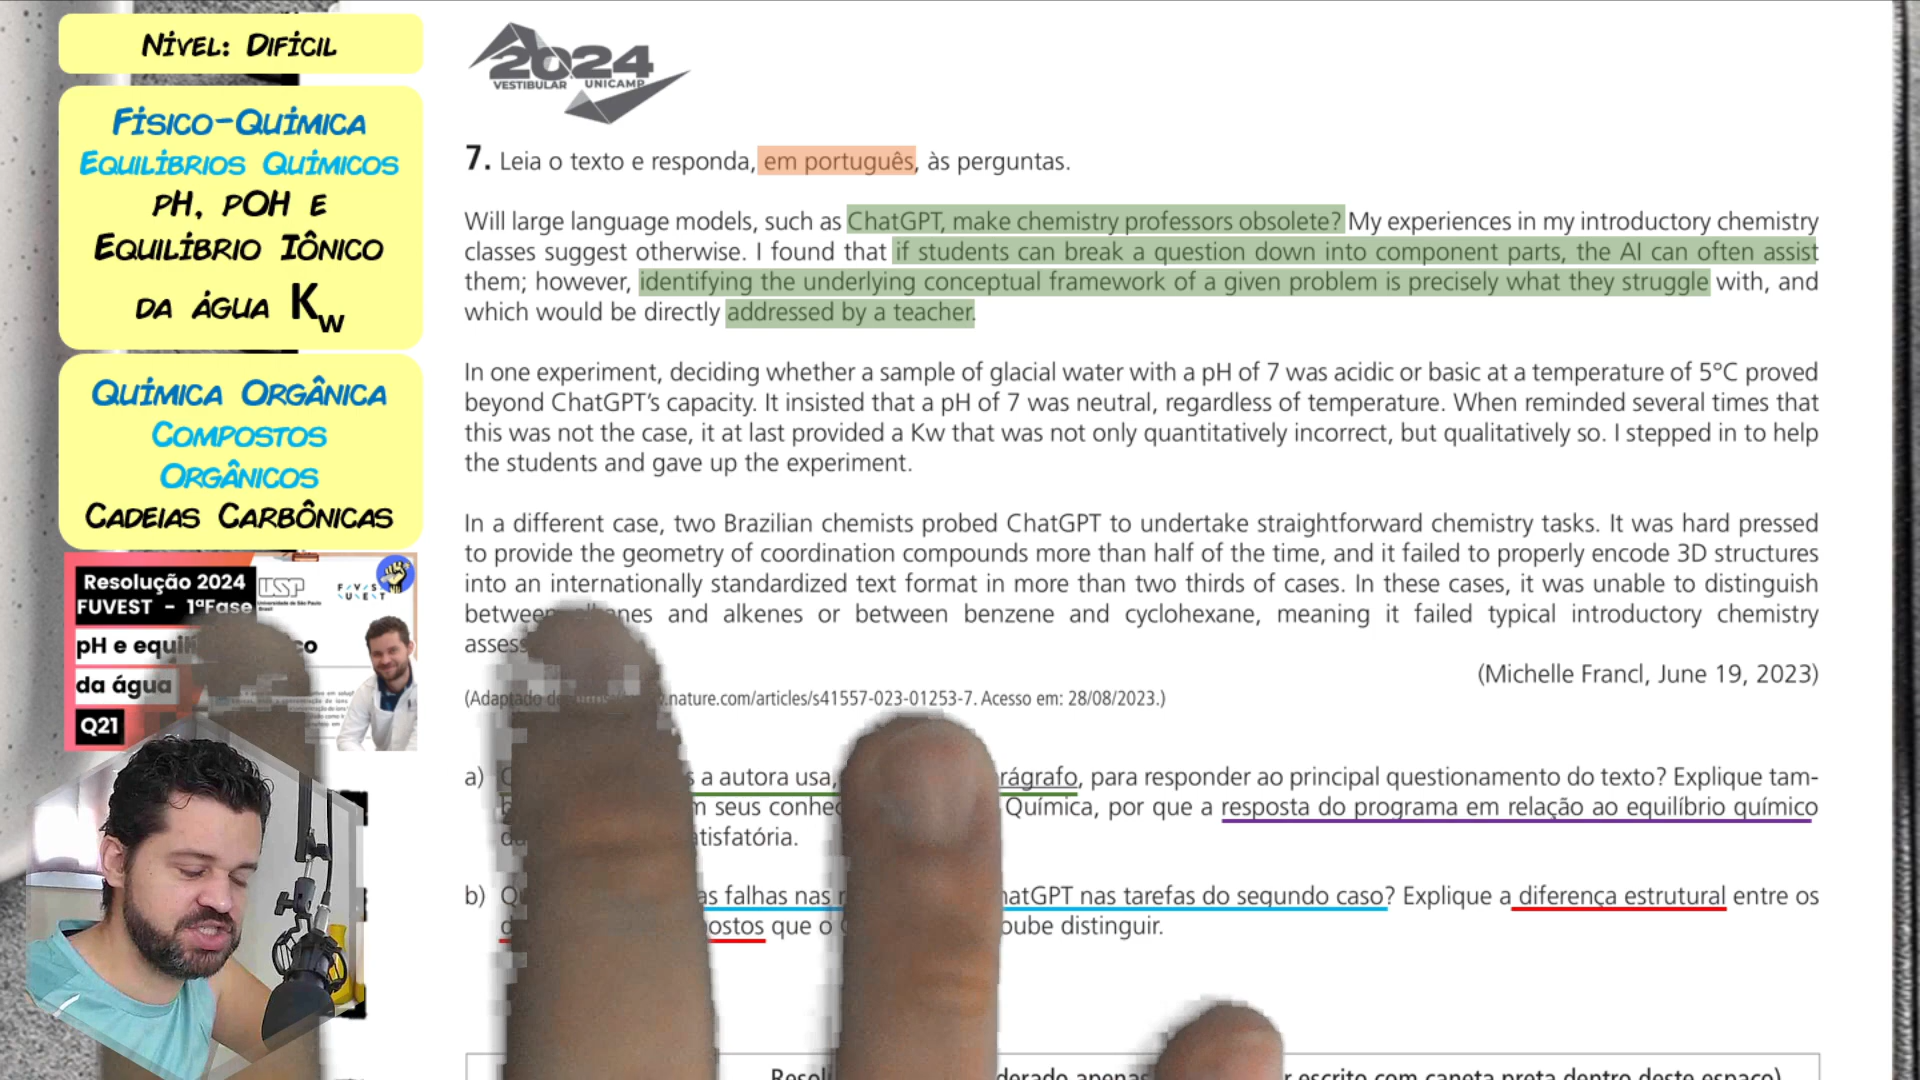 Nível: Difícil
Físico-Química
Equilíbrios Químicos
pH, pOH e
Equilíbrio Iônico
da água Kw
Química Orgânica
Compostos
Orgânicos
Cadeias Carbônicas
Resolução 2024
FUVEST - 1ªFase
USP
pH e
da água
Q21
2024
VESTIBULAR UNICAMP
7. Leia o texto e responda, em português, às perguntas.
Will large language models, such as ChatGPT, make chemistry professors obsolete? My experiences in my introductory chemistry
classes suggest otherwise. I found that if students can break a question down into component parts, the AI can often assist
them; however, identifying the underlying conceptual framework of a given problem is precisely what they struggle with, and
which would be directly addressed by a teacher.
In one experiment, deciding whether a sample of glacial water with a pH of 7 was acidic or basic at a temperature of 5°C proved
beyond ChatGPT's capacity. It insisted that a pH of 7 was neutral, regardless of temperature. When reminded several times that
this was not the case, it at last provided a Kw that was not only quantitatively incorrect, but qualitatively so. I stepped in to help
the students and gave up the experiment.
In a different case, two Brazilian chemists probed ChatGPT to undertake straightforward chemistry tasks. It was hard pressed
to provide the geometry of coordination compounds more than half of the time, and it failed to properly encode 3D structures
into an internationally standardized text format in more than two thirds of cases. In these cases, it was unable to distinguish
between alkanes and alkenes or between benzene and cyclohexane, meaning it failed typical introductory chemistry
(Michelle Francl, June 19, 2023)
(Adaptado .nature.com/articles/s41557-023-01253-7. Acesso em: 28/08/2023.)
a) a autora usa, para responder ao principal questionamento do texto? Explique tam-
seus Química, por que a resposta do programa em relação ao equilíbrio químico
b) falhas nas nas tarefas do segundo caso? Explique a diferença estrutural entre os
que o distinguir.
escrito com caneta preta dentro deste espaço)